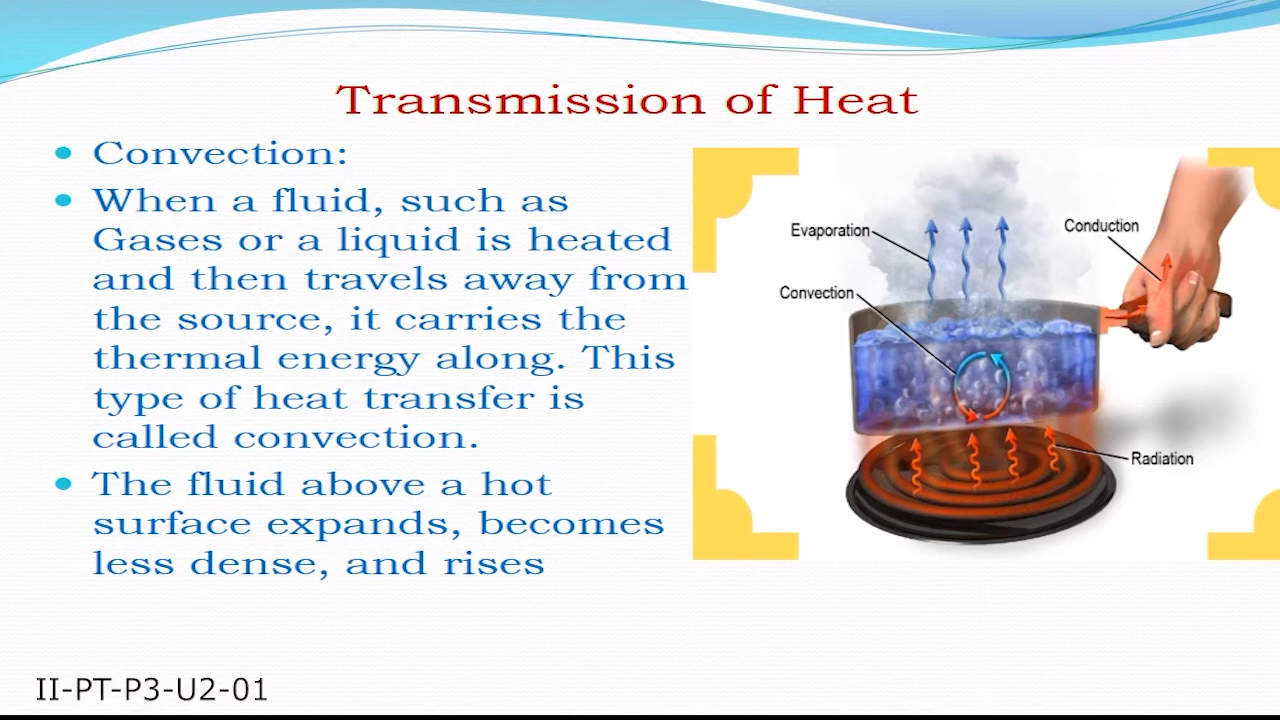 Transmission of Heat
Convection:
When a fluid, such as
Gases or a liquid is heated
and then travels away from
the source, it carries the
thermal energy along. This
type of heat transfer is
called convection.
The fluid above a hot
surface expands, becomes
less dense, and rises
Evaporation
Conduction
Convection
Radiation
II-PT-P3-U2-01